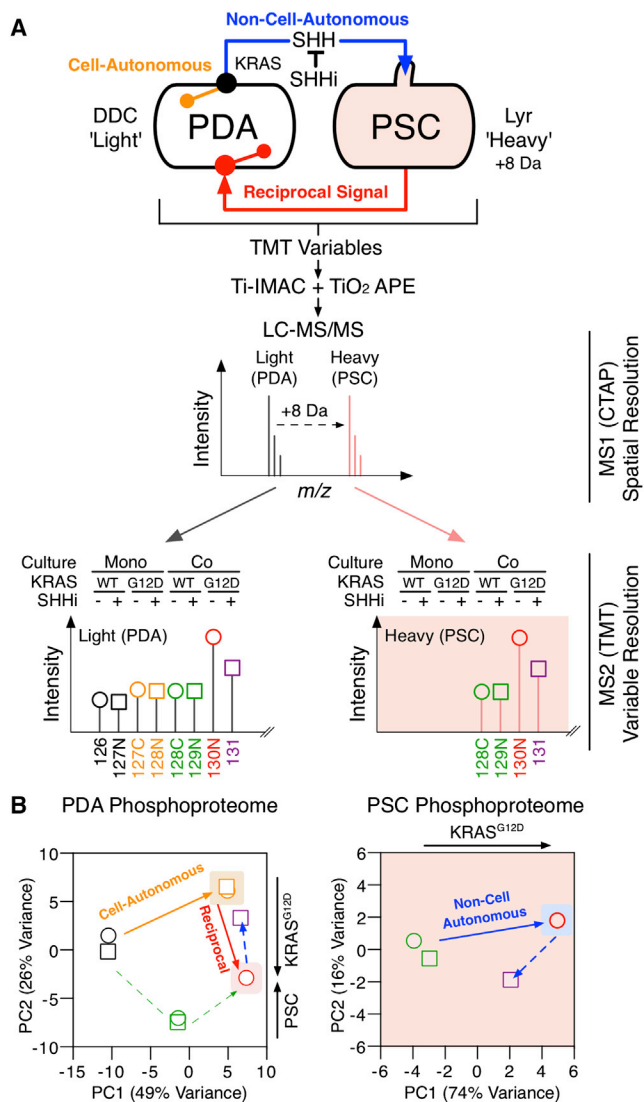 A
Non-Cell-Autonomous
SHH
Cell-Autonomous
KRAS
SHHi
DDC
'Light'
PDA
PSC
Lyr
'Heavy'
+8 Da
Reciprocal Signal
TMT Variables
Ti-IMAC + TiO₂ APE
LC-MS/MS
Light
(PDA)
Heavy
(PSC)
+8 Da
Intensity
m/z
MS1 (CTAP)
Spatial Resolution
Culture Mono Co
KRAS WT G12D WT G12D
SHHi - + - + - + - +
Light (PDA)
Intensity
126 127N 127C 128N 128C 129N 130N 131
Culture Mono Co
KRAS WT G12D WT G12D
SHHi - + - + - + - +
Heavy (PSC)
Intensity
128C 129N 130N 131
MS2 (TMT)
Variable Resolution
B
PDA Phosphoproteome
10
5
0
-5
-10
PC2 (26% Variance)
-15 -10 -5 0 5 10
PC1 (49% Variance)
Cell-Autonomous
Reciprocal
KRASG12D
PSC
PSC Phosphoproteome
KRASG12D
6
4
2
0
-2
-4
-6
PC2 (16% Variance)
-4 -2 0 2 4 6
PC1 (74% Variance)
Non-Cell
Autonomous